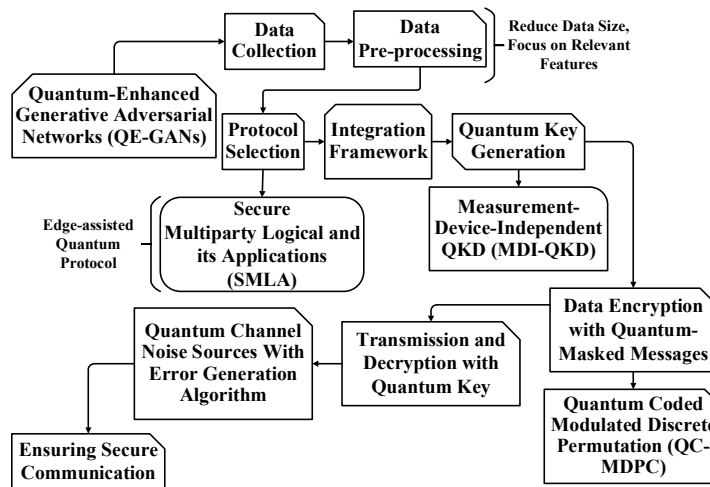 Data
Collection
Data
Pre-processing
Reduce Data Size,
Focus on Relevant
Features
Quantum-Enhanced
Generative Adversarial
Networks (QE-GANs)
Protocol
Selection
Integration
Framework
Quantum Key
Generation
Edge-assisted
Quantum
Protocol
Secure
Multiparty Logical and
its Applications
(SMLA)
Measurement-
Device-Independent
QKD (MDI-QKD)
Data Encryption
with Quantum-
Masked Messages
Transmission and
Decryption with
Quantum Key
Quantum Channel
Noise Sources With
Error Generation
Algorithm
Quantum Coded
Modulated Discrete
Permutation (QC-
MDPC)
Ensuring Secure
Communication